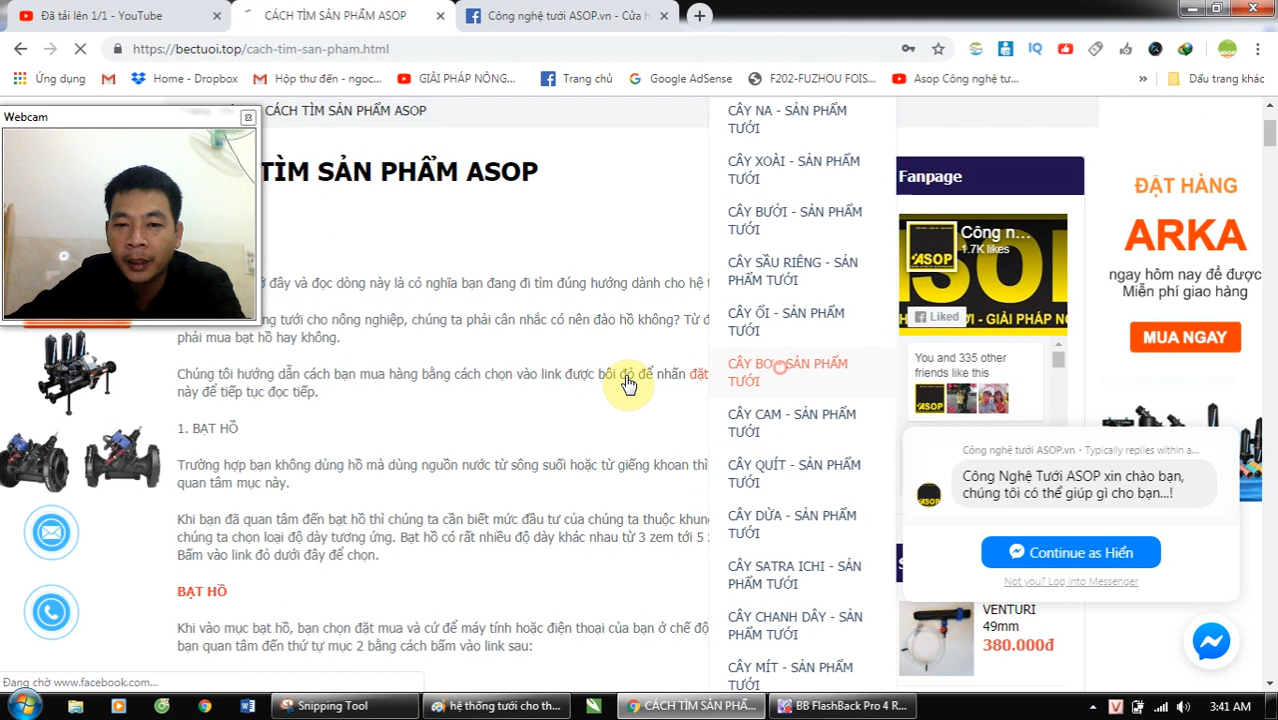 Đã tải lên 1/1 - YouTube
CÁCH TÌM SẢN PHẨM ASOP
Công nghệ tưới ASOP.vn - Cửa h
https://bectuoi.top/cach-tim-san-pham.html
Ứng dụng
Home - Dropbox
Hộp thư đến - ngoc...
GIẢI PHÁP NÔNG...
Trang chủ
Google AdSense
F202-FUZHOU FOIS...
Asop Công nghệ tư...
Dấu trang khác
Webcam
CÁCH TÌM SẢN PHẨM ASOP
TÌM SẢN PHẨM ASOP
ở đây và đọc dòng này là có nghĩa bạn đang đi tìm đúng hướng dành cho hệ t
ng tưới cho nông nghiệp, chúng ta phải cân nhắc có nên đào hồ không? Từ đ
phải mua bạt hồ hay không.
Chúng tôi hướng dẫn cách bạn mua hàng bằng cách chọn vào link được bôi đỏ để nhấn đặt
này để tiếp tục đọc tiếp.
1. BẠT HỒ
Trường hợp bạn không dùng hồ mà dùng nguồn nước từ sông suối hoặc từ giếng khoan thì
quan tâm mục này.
Khi bạn đã quan tâm đến bạt hồ thì chúng ta cần biết mức đầu tư của chúng ta thuộc khung
chúng ta chọn loại độ dày tương ứng. Bạt hồ có rất nhiều độ dày khác nhau từ 3 zem tới 5 z
Bấm vào link đỏ dưới đây để chọn.
BẠT HỒ
Khi vào mục bạt hồ, bạn chọn đặt mua và cứ để máy tính hoặc điện thoại của bạn ở chế độ
bạn quan tâm đến thứ tự mục 2 bằng cách bấm vào link sau:
CÂY NA - SẢN PHẨM
TƯỚI
CÂY XOÀI - SẢN PHẨM
TƯỚI
CÂY BƯỞI - SẢN PHẨM
TƯỚI
CÂY SẦU RIÊNG - SẢN
PHẨM TƯỚI
CÂY ỔI - SẢN PHẨM
TƯỚI
CÂY BƠ - SẢN PHẨM
TƯỚI
CÂY CAM - SẢN PHẨM
TƯỚI
CÂY QUÍT - SẢN PHẨM
TƯỚI
CÂY DỪA - SẢN PHẨM
TƯỚI
CÂY SATRA ICHI - SẢN
PHẨM TƯỚI
CÂY CHANH DÂY - SẢN
PHẨM TƯỚI
CÂY MÍT - SẢN PHẨM
TƯỚI
Fanpage
Công n...
1.7K likes
ASOP
ASOP
Liked
I - GIẢI PHÁP NÔ
You and 335 other
friends like this
ASOP
ĐẶT HÀNG
ARKA
ngay hôm nay để được
Miễn phí giao hàng
MUA NGAY
Công nghệ tưới ASOP.vn • Typically replies within a...
Công Nghệ Tưới ASOP xin chào bạn,
chúng tôi có thể giúp gì cho bạn...!
Continue as Hiển
Not you? Log into Messenger
S
VENTURI
49mm
380.000đ
Đang chờ www.facebook.com...
Snipping Tool
hệ thống tưới cho th...
CÁCH TÌM SẢN PHẨ...
BB FlashBack Pro 4 R...
3:41 AM